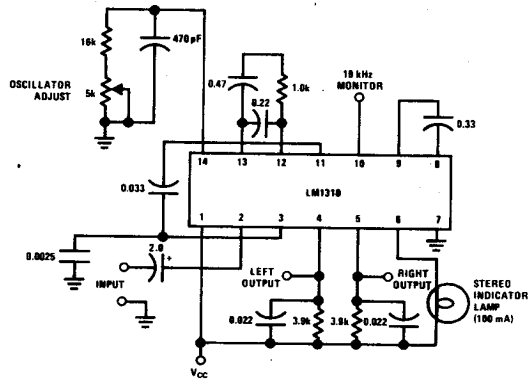 16k
470 pF
OSCILLATOR
ADJUST
5k
0.47
1.0k
0.22
19 kHz
MONITOR
0.33
14
13
12
11
10
9
8
0.033
LM1310
1
2
3
4
5
6
7
0.0025
2.0
+
INPUT
LEFT
OUTPUT
RIGHT
OUTPUT
STEREO
INDICATOR
LAMP
(100 mA)
0.022
3.9k
3.9k
0.022
VCC